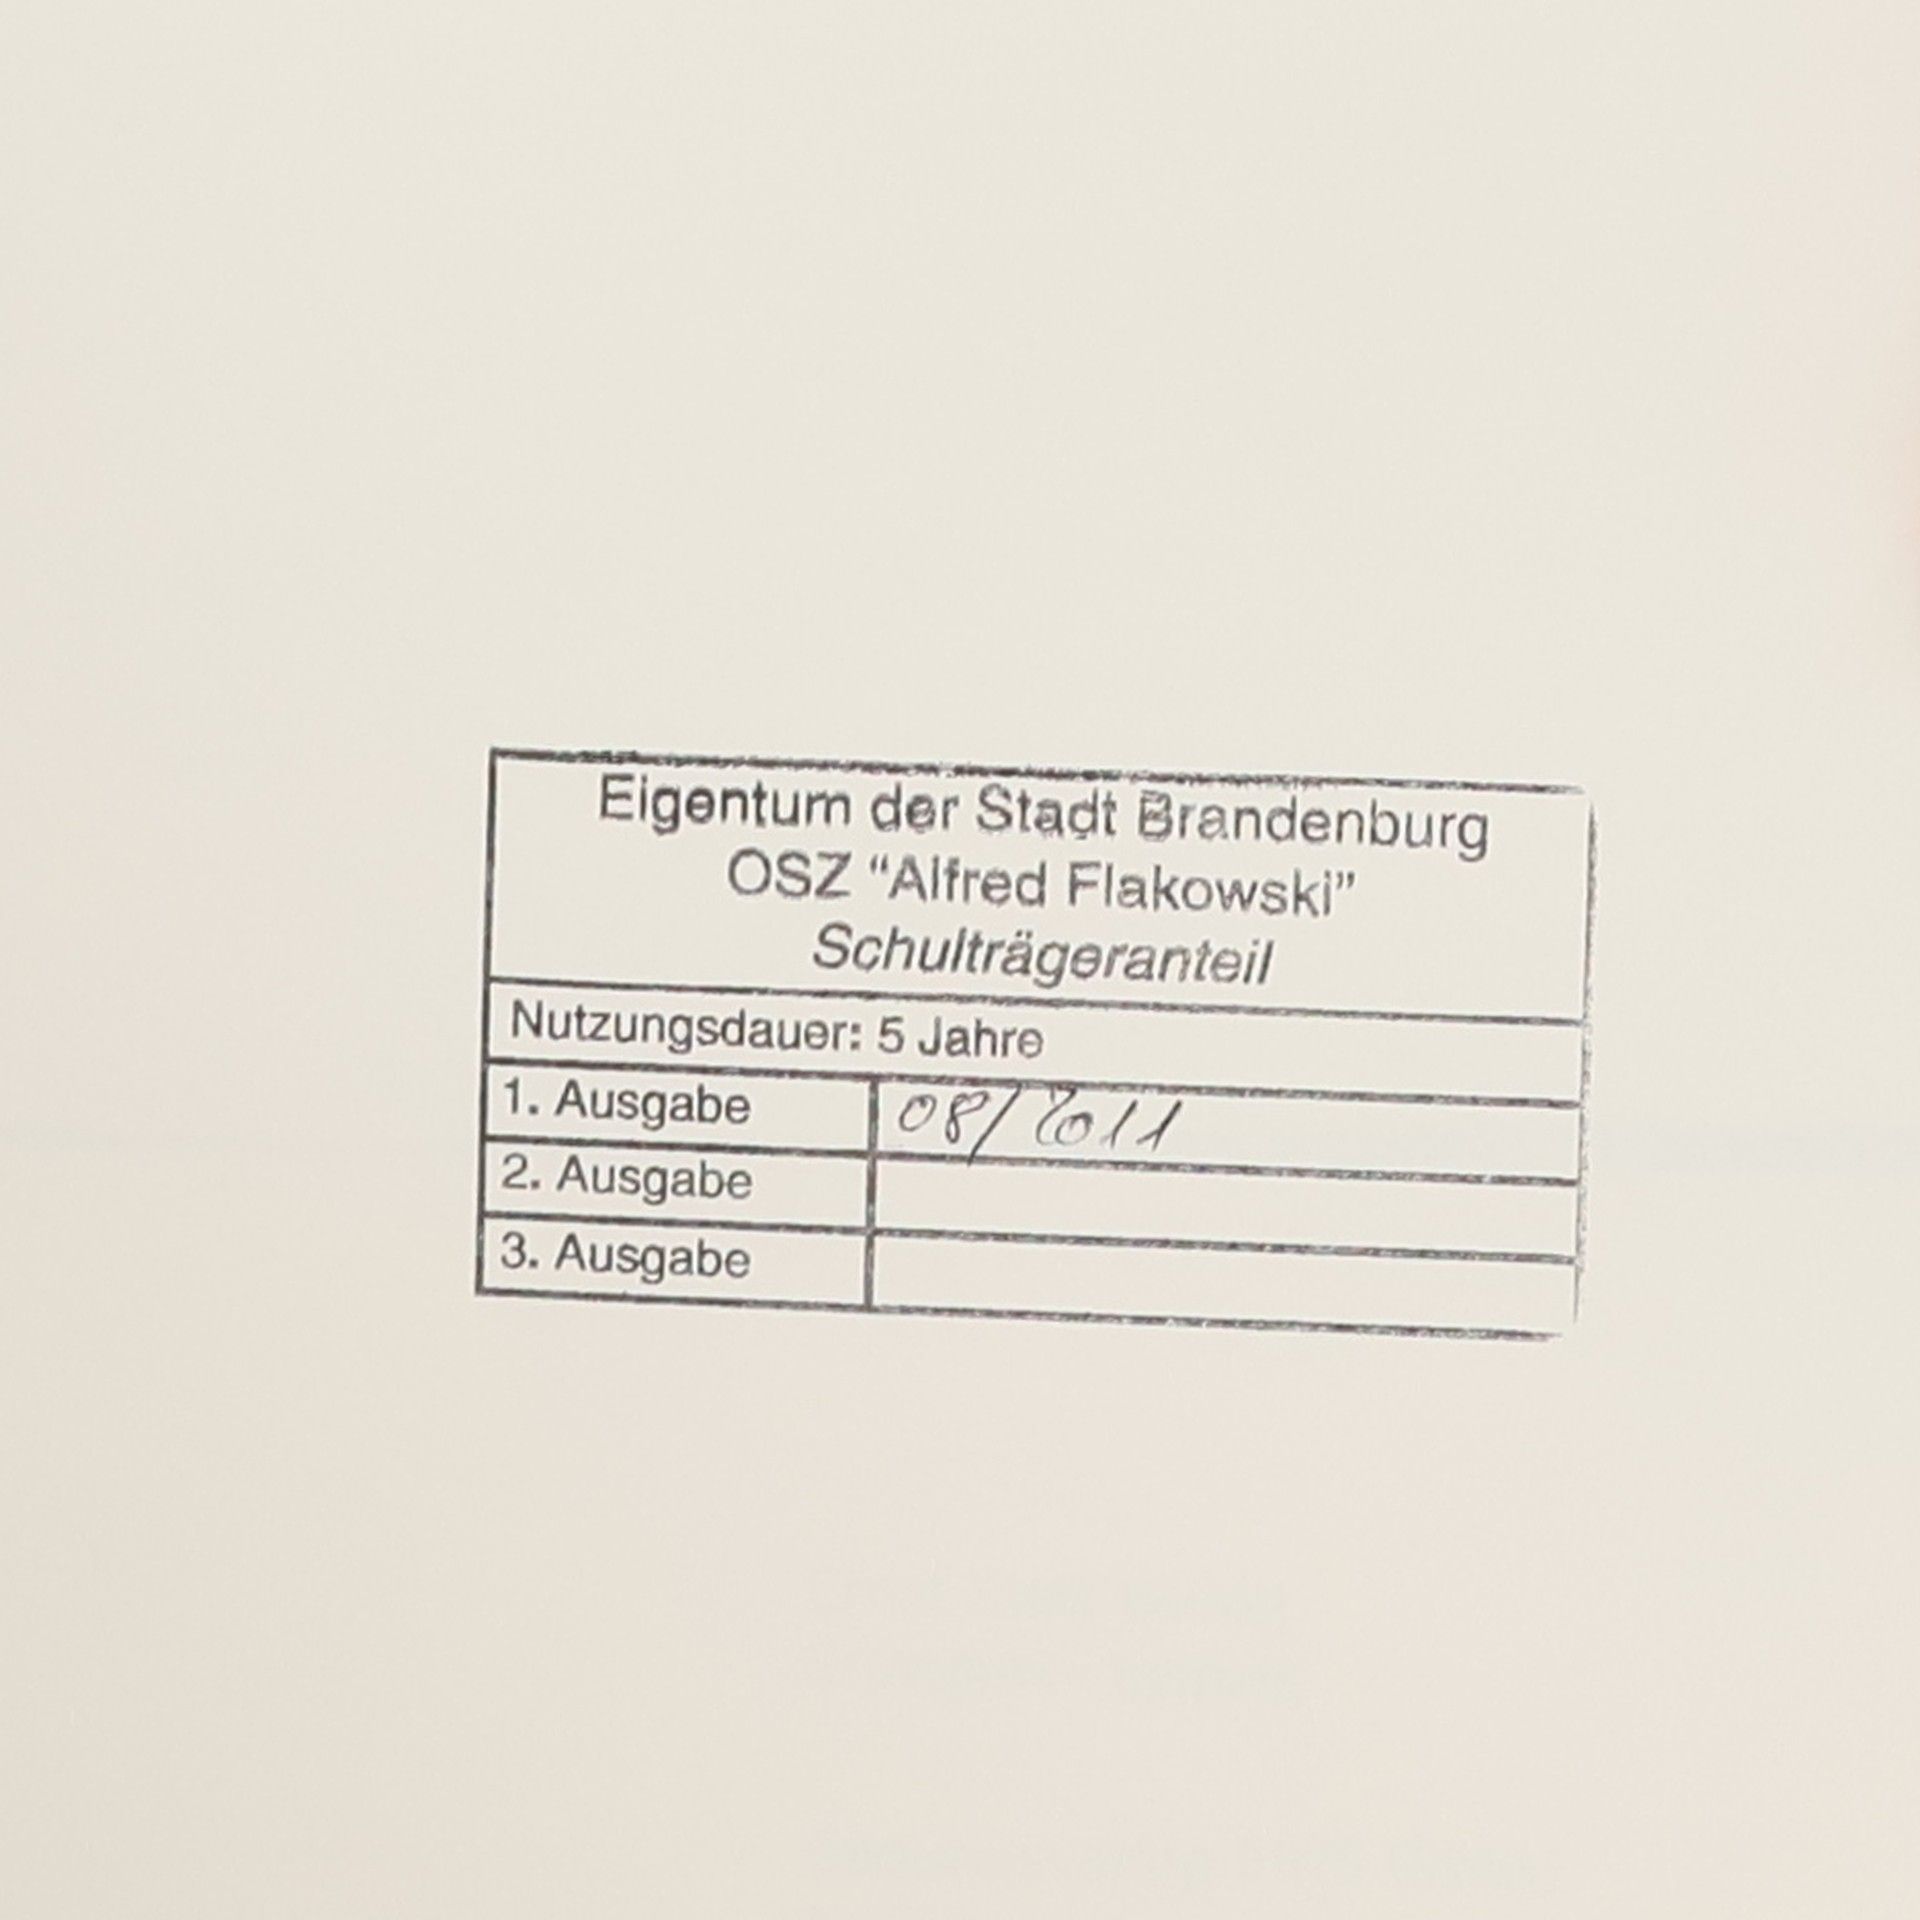 Eigentum der Stadt Brandenburg
OSZ “Alfred Flakowski”
Schulträgeranteil
Nutzungsdauer: 5 Jahre
1. Ausgabe 08/2011
2. Ausgabe
3. Ausgabe